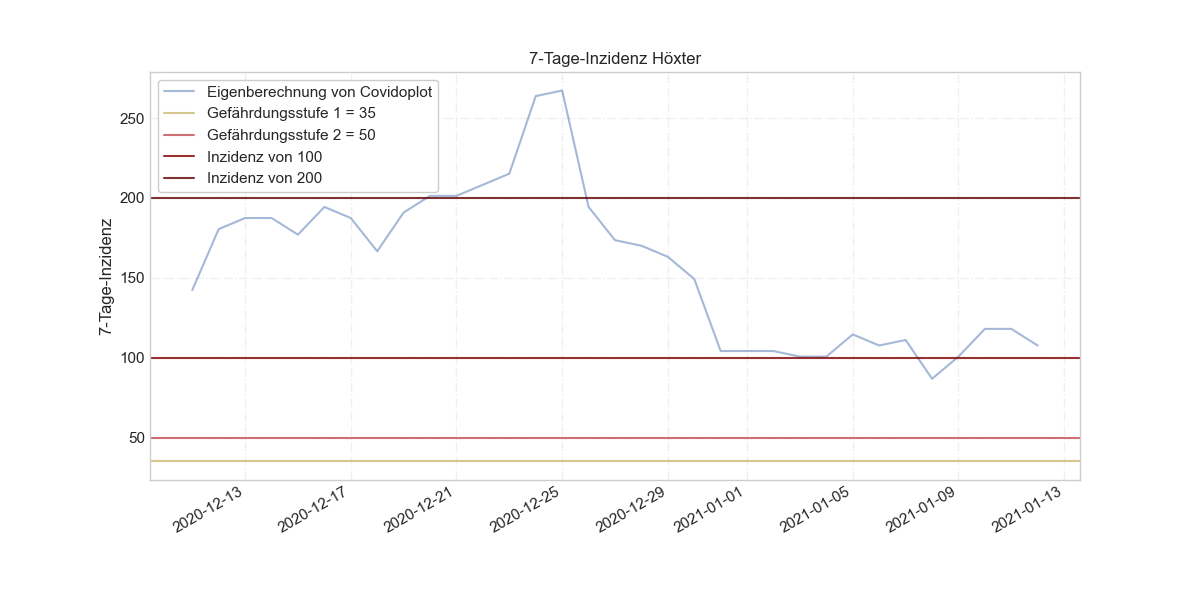 7-Tage-Inzidenz Höxter
Eigenberechnung von Covidoplot
Gefährdungsstufe 1 = 35
Gefährdungsstufe 2 = 50
Inzidenz von 100
Inzidenz von 200
7-Tage-Inzidenz
250
200
150
100
50
2020-12-13
2020-12-17
2020-12-21
2020-12-25
2020-12-29
2021-01-01
2021-01-05
2021-01-09
2021-01-13